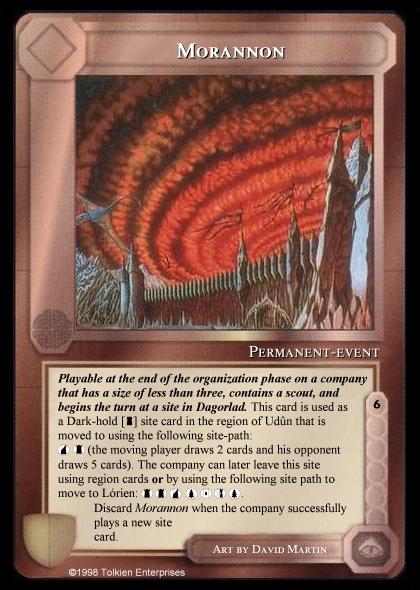 MORANNON
PERMANENT-EVENT
Playable at the end of the organization phase on a company
that has a size of less than three, contains a scout, and
begins the turn at a site in Dagorlad. This card is used as
a Dark-hold [ ] site card in the region of Udûn that is
moved to using the following site-path:
(the moving player draws 2 cards and his opponent
draws 5 cards). The company can later leave this site
using region cards or by using the following site path to
move to Lórien:
Discard Morannon when the company successfully
plays a new site
card.
6
ART BY DAVID MARTIN
©1998 Tolkien Enterprises